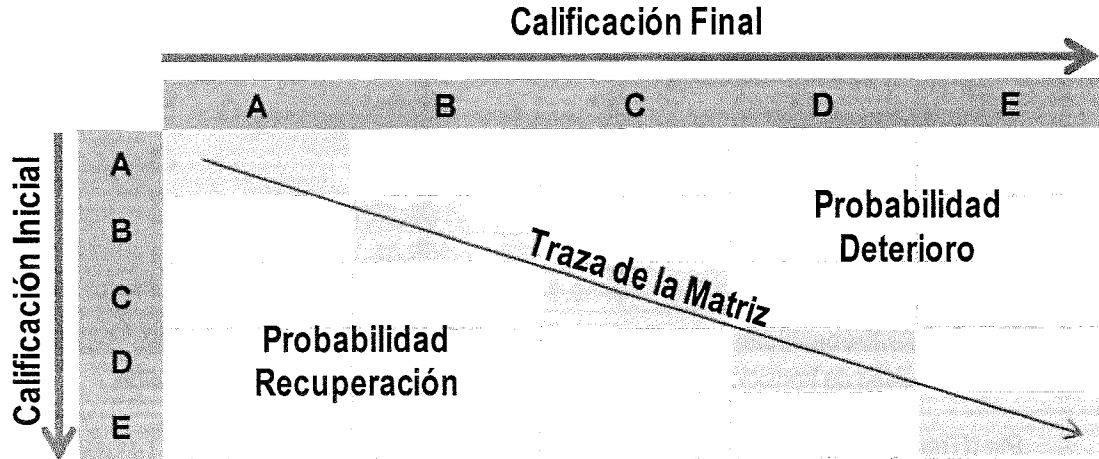 Calificación Final
A B C D E
Calificación Inicial
A
B
C
D
E
Probabilidad
Deterioro
Traza de la Matriz
Probabilidad
Recuperación